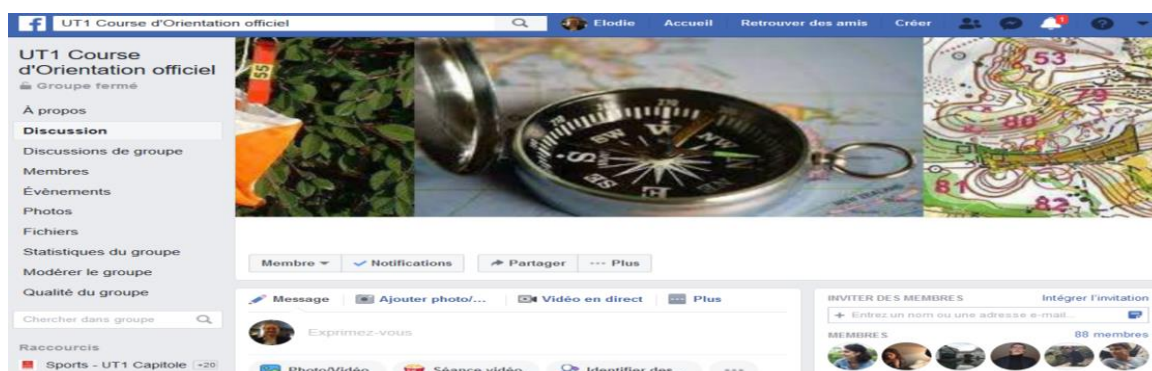 UT1 Course d'Orientation officiel
Elodie Accueil Retrouver des amis Créer
1
UT1 Course
d'Orientation officiel
Groupe fermé
À propos
Discussion
Discussions de groupe
Membres
Évènements
Photos
Fichiers
Statistiques du groupe
Modérer le groupe
Qualité du groupe
Chercher dans groupe
Raccourcis
Sports - UT1 Capitole +20
55
NEW ZEALAND
53
79
80
81
82
Membre Notifications Partager Plus
Message Ajouter photo/... Vidéo en direct Plus
Exprimez-vous
Photo/Vidéo Séance vidéo Identifier des ...
INVITER DES MEMBRES Intégrer l'invitation
+ Entrez un nom ou une adresse e-mail...
MEMBRES 88 membres